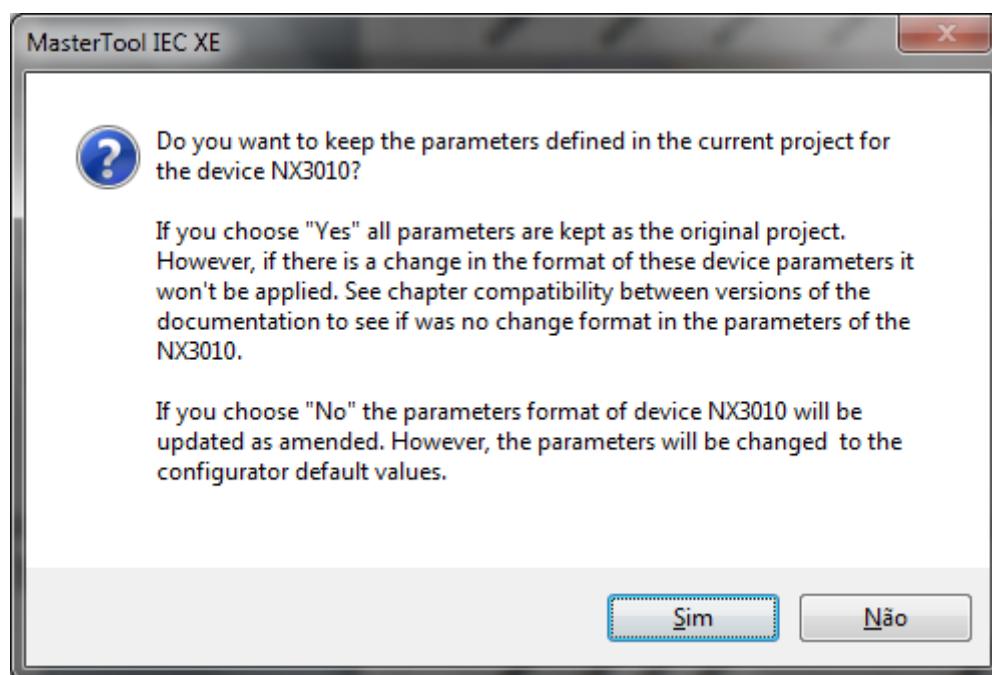 MasterTool IEC XE
Do you want to keep the parameters defined in the current project for
the device NX3010?
If you choose "Yes" all parameters are kept as the original project.
However, if there is a change in the format of these device parameters it
won't be applied. See chapter compatibility between versions of the
documentation to see if was no change format in the parameters of the
NX3010.
If you choose "No" the parameters format of device NX3010 will be
updated as amended. However, the parameters will be changed  to the
configurator default values.
Sim
Não